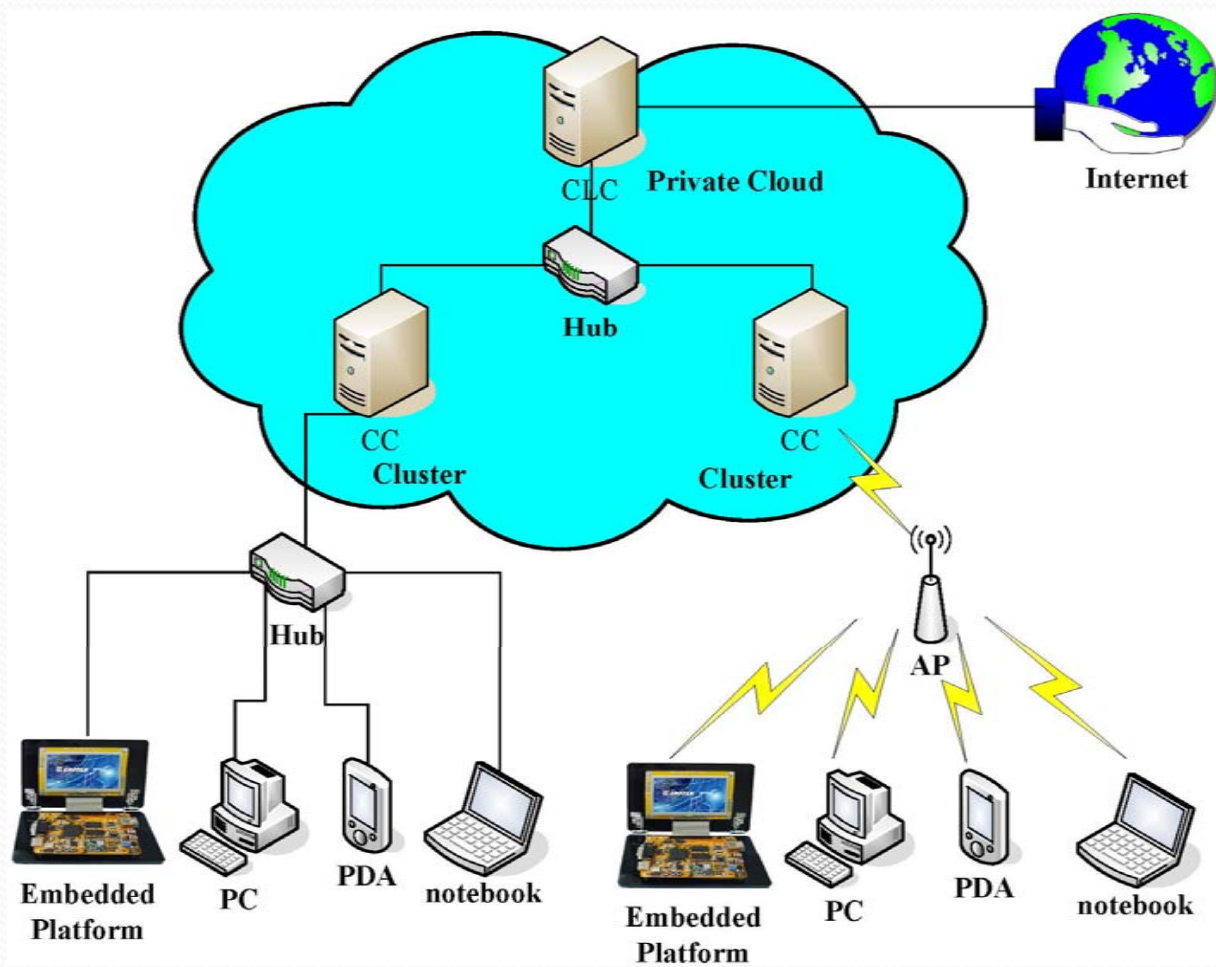 CLC
Private Cloud
Internet
Hub
CC
Cluster
CC
Cluster
Hub
AP
Embedded
Platform
PC
PDA
notebook
Embedded
Platform
PC
PDA
notebook